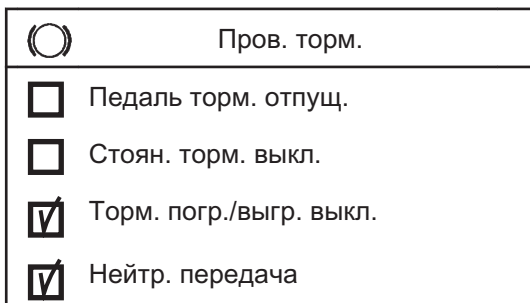 Пров. торм.
Педаль торм. отпущ.
Стоян. торм. выкл.
Торм. погр./выгр. выкл.
Нейтр. передача